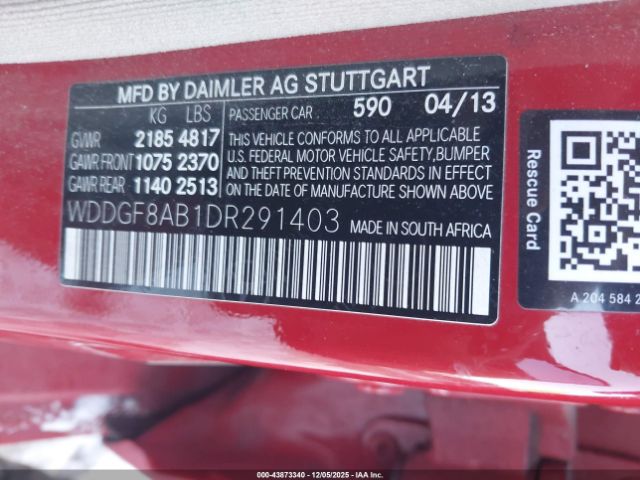 MFD BY DAIMLER AG STUTTGART
KG LBS
GVWR 2185 4817
GAWR FRONT 1075 2370
GAWR REAR 1140 2513
PASSENGER CAR 590 04/13
THIS VEHICLE CONFORMS TO ALL APPLICABLE
U.S. FEDERAL MOTOR VEHICLE SAFETY, BUMPER
AND THEFT PREVENTION STANDARDS IN EFFECT
ON THE DATE OF MANUFACTURE SHOWN ABOVE
WDDGF8AB1DR291403 MADE IN SOUTH AFRICA
Rescue Card
A 204 584 2
00-43873340 • 12/05/2025 • IAA Inc.